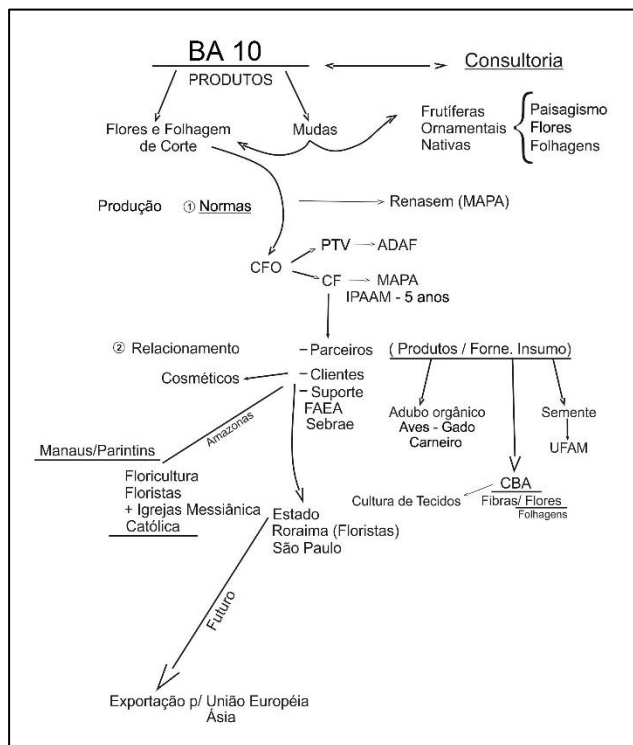 BA 10
PRODUTOS
Consultoria
Flores e Folhagem
de Corte
Mudas
Frutíferas
Ornamentais
Nativas
Paisagismo
Flores
Folhagens
Produção
① Normas
Renasem (MAPA)
CFO
PTV
ADAF
CF
MAPA
IPAAM - 5 anos
② Relacionamento
– Parceiros
( Produtos / Forne. Insumo)
Cosméticos
– Clientes
– Suporte
FAEA
Sebrae
Adubo orgânico
Aves - Gado
Carneiro
Semente
UFAM
Amazonas
Manaus/Parintins
Floricultura
Floristas
+ Igrejas Messiânica
Católica
CBA
Cultura de Tecidos
Fibras/ Flores
Folhagens
Estado
Roraima (Floristas)
São Paulo
Futuro
Exportação p/ União Européia
Ásia